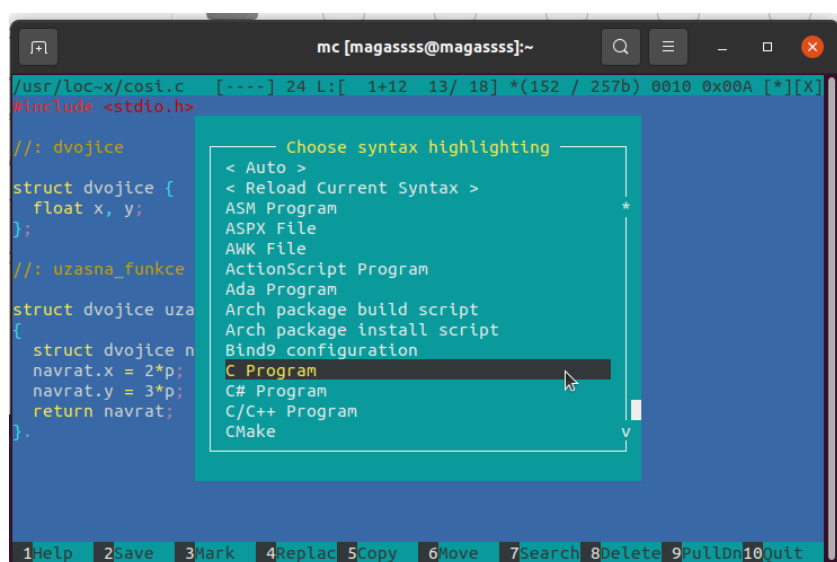 mc [magassss@magassss]:~
/usr/loc~x/cosi.c [----] 24 L:[ 1+12 13/ 18] *(152 / 257b) 0010 0x00A [*][X]
#include <stdio.h>
Choose syntax highlighting
//: dvojice
< Auto >
< Reload Current Syntax >
struct dvojice {
float x, y;
ASM Program *
};
ASPX File
AWK File
//: uzasna_funkce
ActionScript Program
Ada Program
struct dvojice uza
Arch package build script
{
Arch package install script
struct dvojice n
Bind9 configuration
navrat.x = 2*p;
C Program
navrat.y = 3*p;
C# Program
return navrat;
C/C++ Program
}.
CMake v
1Help 2Save 3Mark 4Replac 5Copy 6Move 7Search 8Delete 9PullDn 10Quit